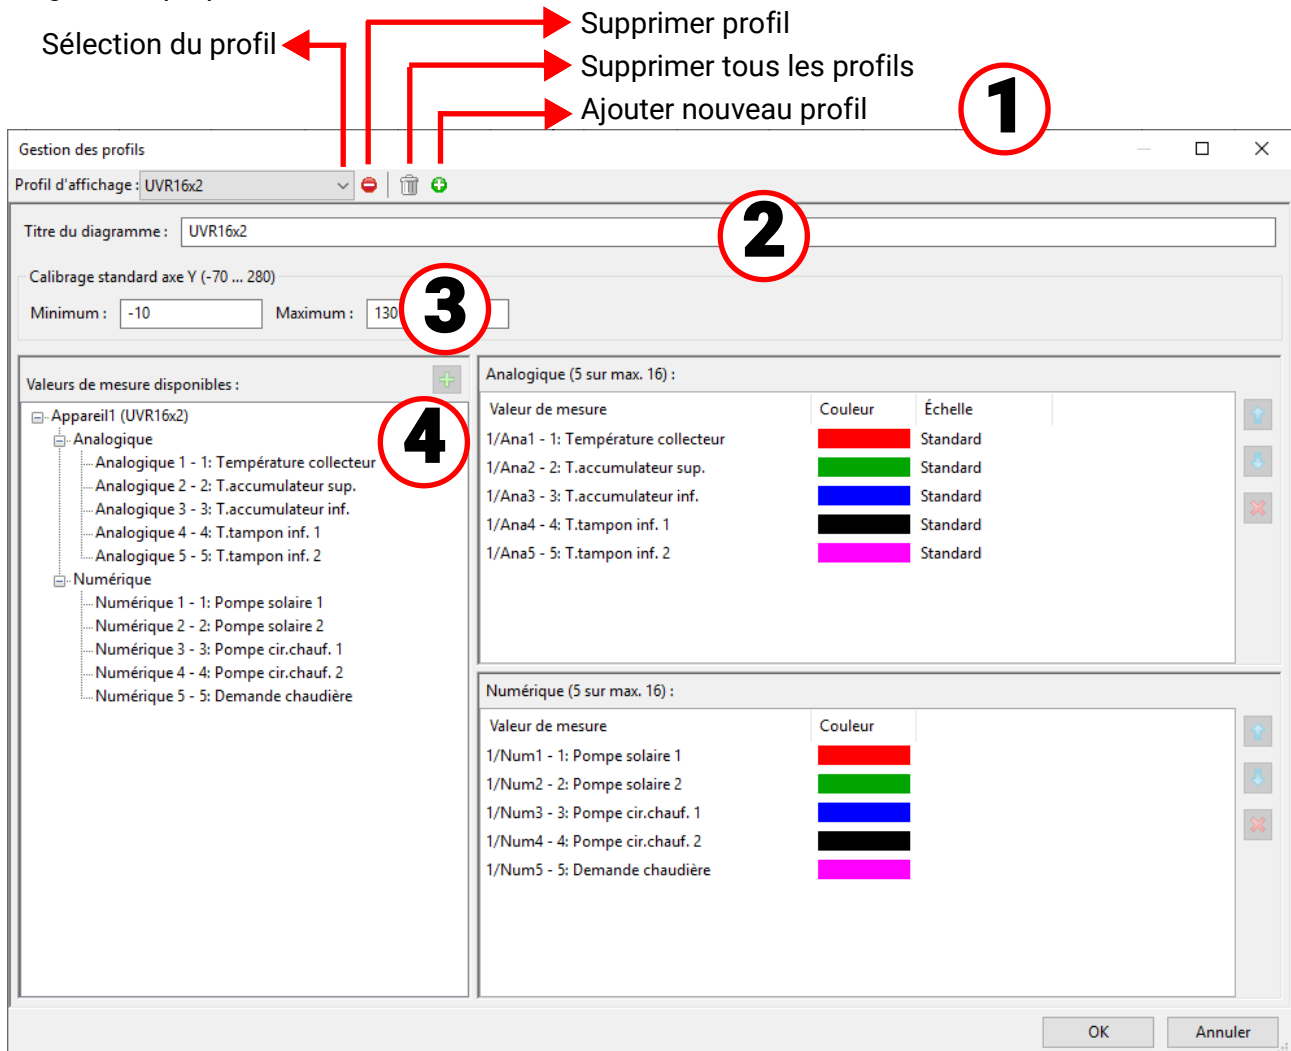 Sélection du profil
Supprimer profil
Supprimer tous les profils
Ajouter nouveau profil
1
Gestion des profils
Profil d'affichage : UVR16x2
2
Titre du diagramme : UVR16x2
Calibrage standard axe Y (-70 ... 280)
3
Minimum : -10 Maximum : 130
Valeurs de mesure disponibles :
4
Appareil1 (UVR16x2)
Analogique
Analogique 1 - 1: Température collecteur
Analogique 2 - 2: T.accumulateur sup.
Analogique 3 - 3: T.accumulateur inf.
Analogique 4 - 4: T.tampon inf. 1
Analogique 5 - 5: T.tampon inf. 2
Numérique
Numérique 1 - 1: Pompe solaire 1
Numérique 2 - 2: Pompe solaire 2
Numérique 3 - 3: Pompe cir.chauf. 1
Numérique 4 - 4: Pompe cir.chauf. 2
Numérique 5 - 5: Demande chaudière
Analogique (5 sur max. 16) :
Valeur de mesure Couleur Échelle
1/Ana1 - 1: Température collecteur Standard
1/Ana2 - 2: T.accumulateur sup. Standard
1/Ana3 - 3: T.accumulateur inf. Standard
1/Ana4 - 4: T.tampon inf. 1 Standard
1/Ana5 - 5: T.tampon inf. 2 Standard
Numérique (5 sur max. 16) :
Valeur de mesure Couleur
1/Num1 - 1: Pompe solaire 1
1/Num2 - 2: Pompe solaire 2
1/Num3 - 3: Pompe cir.chauf. 1
1/Num4 - 4: Pompe cir.chauf. 2
1/Num5 - 5: Demande chaudière
OK Annuler